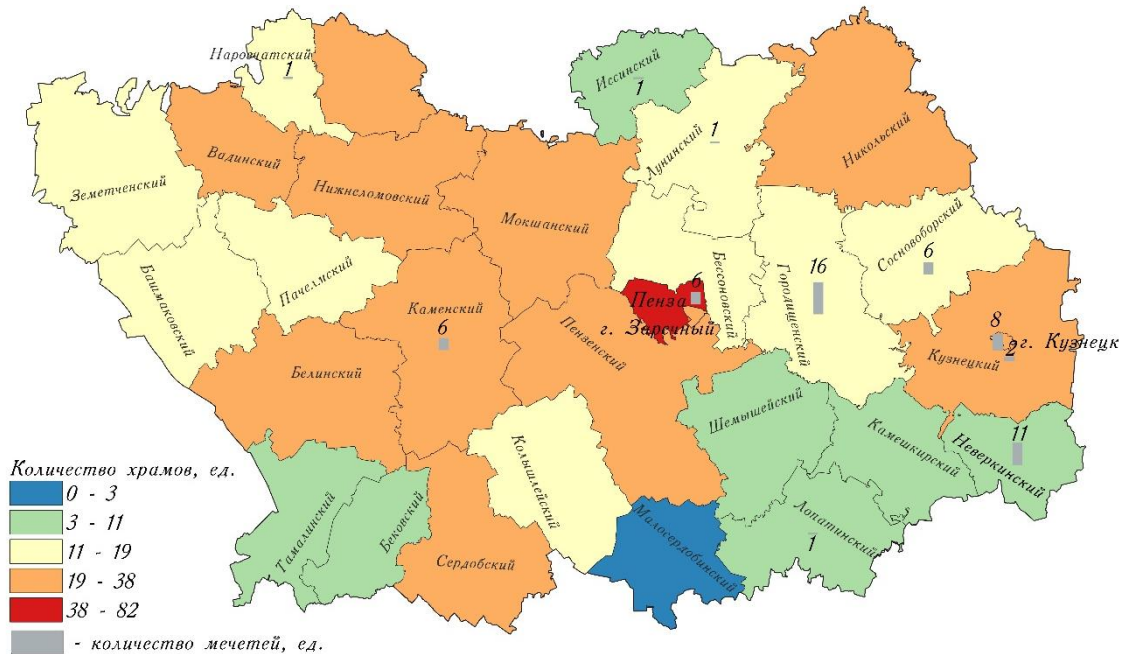 Наровчатский
1
Иссинский
1
Лунинский
1
Никольский
Вадинский
Земетченский
Нижнеломовский
Мокшанский
Сосновоборский
6
Башмаковский
Пачелмский
Бессоновский
Городищенский
16
Каменский
6
Пенза
6
г. Заречный
Пензенский
8
2
г. Кузнецк
Кузнецкий
Белинский
Шемышейский
Камешкирский
Неверкинский
11
Колышлейский
Тамалинский
Бековский
Сердобский
Малосердобинский
Лопатинский
1
Количество храмов, ед.
0 - 3
3 - 11
11 - 19
19 - 38
38 - 82
- количество мечетей, ед.